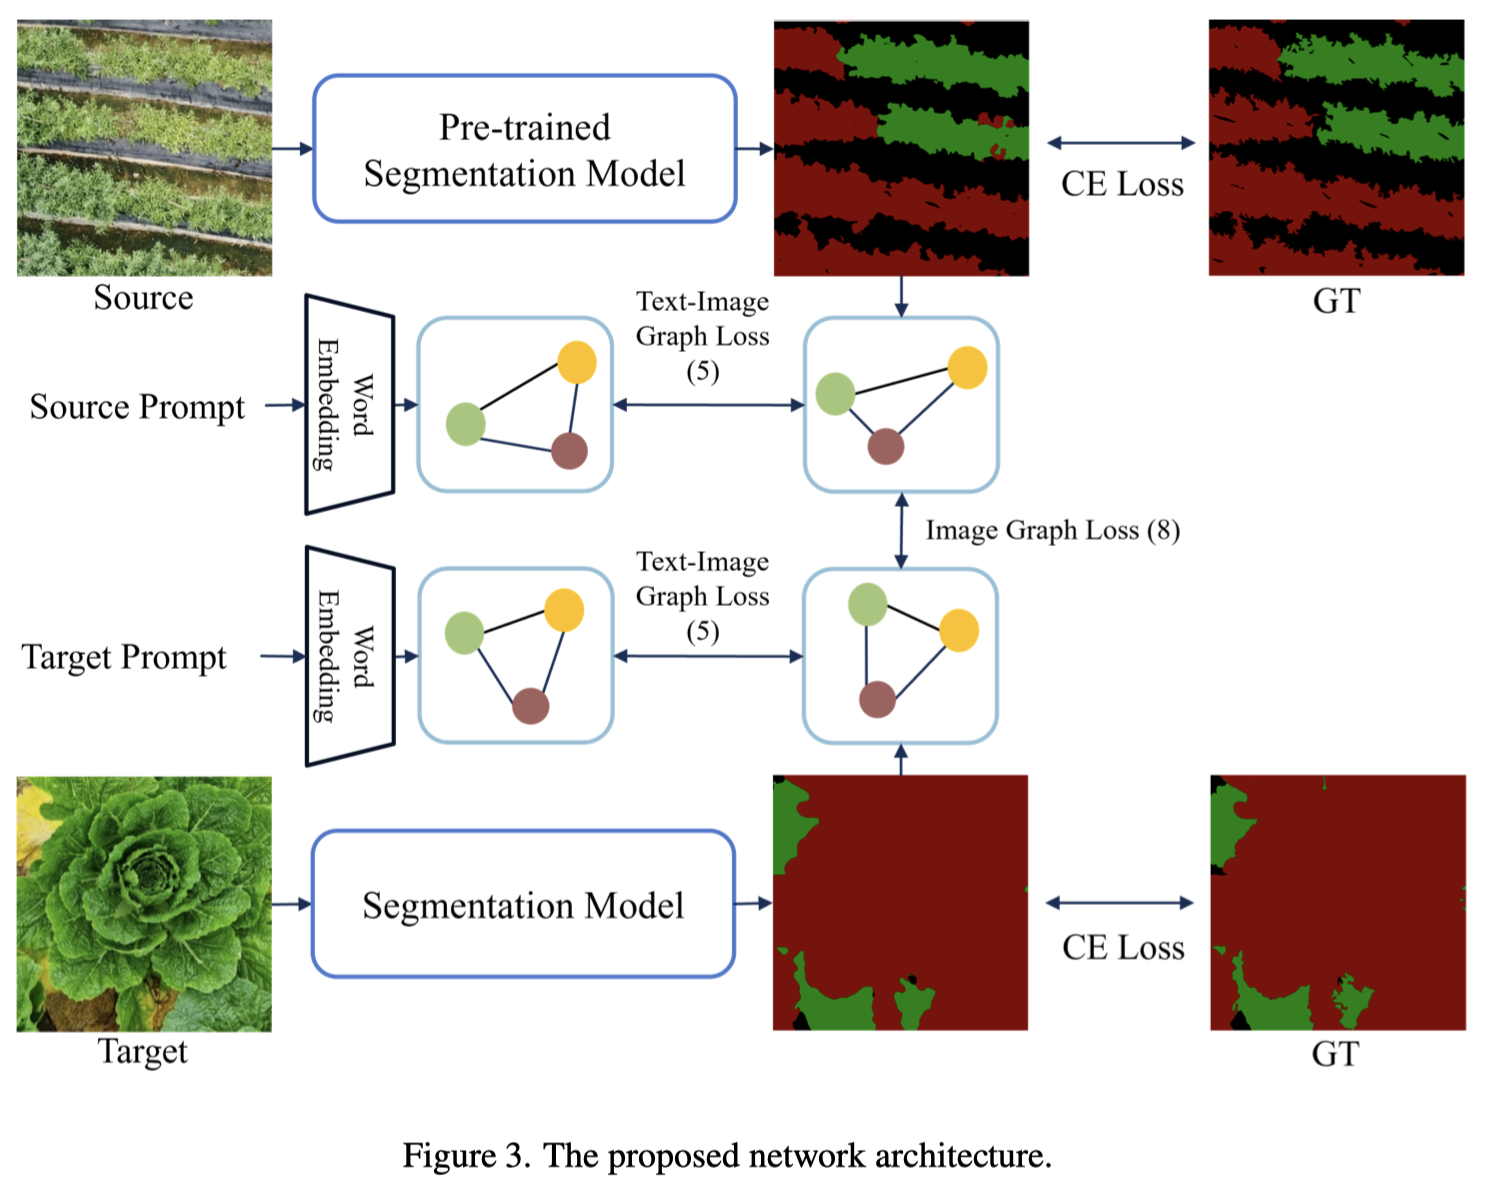 Pre-trained
Segmentation Model
CE Loss
Source
GT
Source Prompt
Word
Embedding
Text-Image
Graph Loss
(5)
Image Graph Loss (8)
Target Prompt
Word
Embedding
Text-Image
Graph Loss
(5)
Segmentation Model
CE Loss
Target
GT
Figure 3. The proposed network architecture.